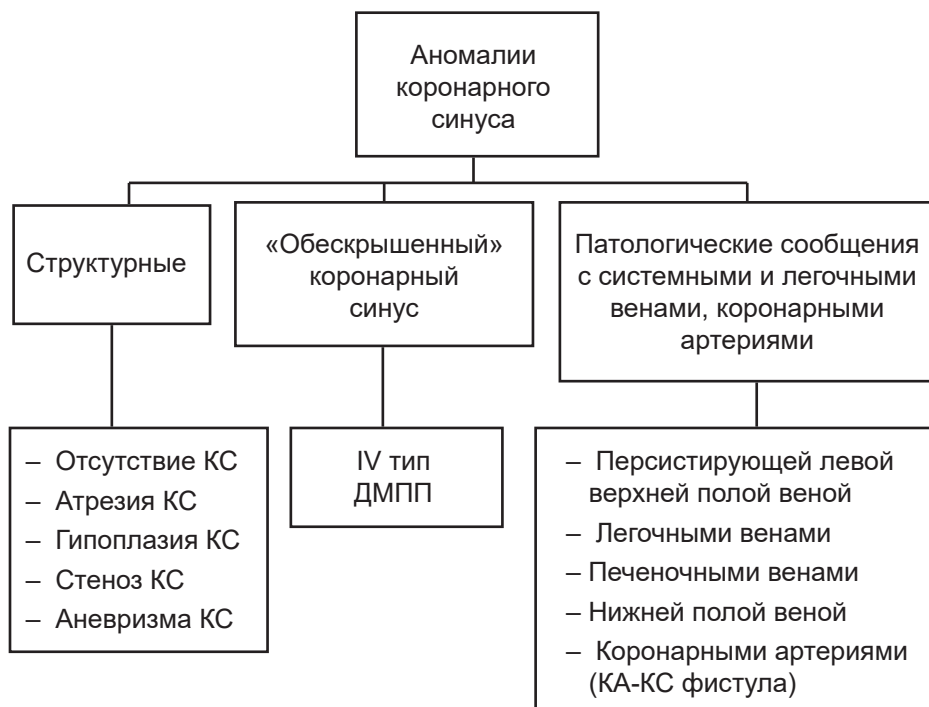 Аномалии
коронарного
синуса
Структурные
«Обескрышенный»
коронарный
синус
Патологические сообщения
с системными и легочными
венами, коронарными
артериями
– Отсутствие КС
– Атрезия КС
– Гипоплазия КС
– Стеноз КС
– Аневризма КС
IV тип
ДМПП
– Персистирующей левой
верхней полой веной
– Легочными венами
– Печеночными венами
– Нижней полой веной
– Коронарными артериями
(КА-КС фистула)